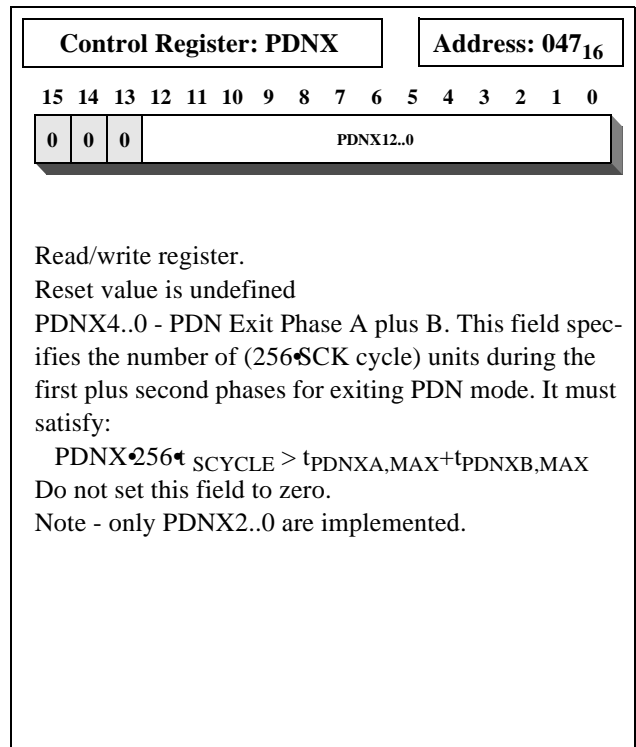 Control Register: PDNX Address: 047₁₆
15 14 13 12 11 10 9 8 7 6 5 4 3 2 1 0
0 0 0 PDNX12..0
Read/write register.
Reset value is undefined
PDNX4..0 - PDN Exit Phase A plus B. This field spec-
ifies the number of (256•SCK cycle) units during the
first plus second phases for exiting PDN mode. It must
satisfy:
PDNX•256•t SCYCLE > tPDNXA,MAX+tPDNXB,MAX
Do not set this field to zero.
Note - only PDNX2..0 are implemented.